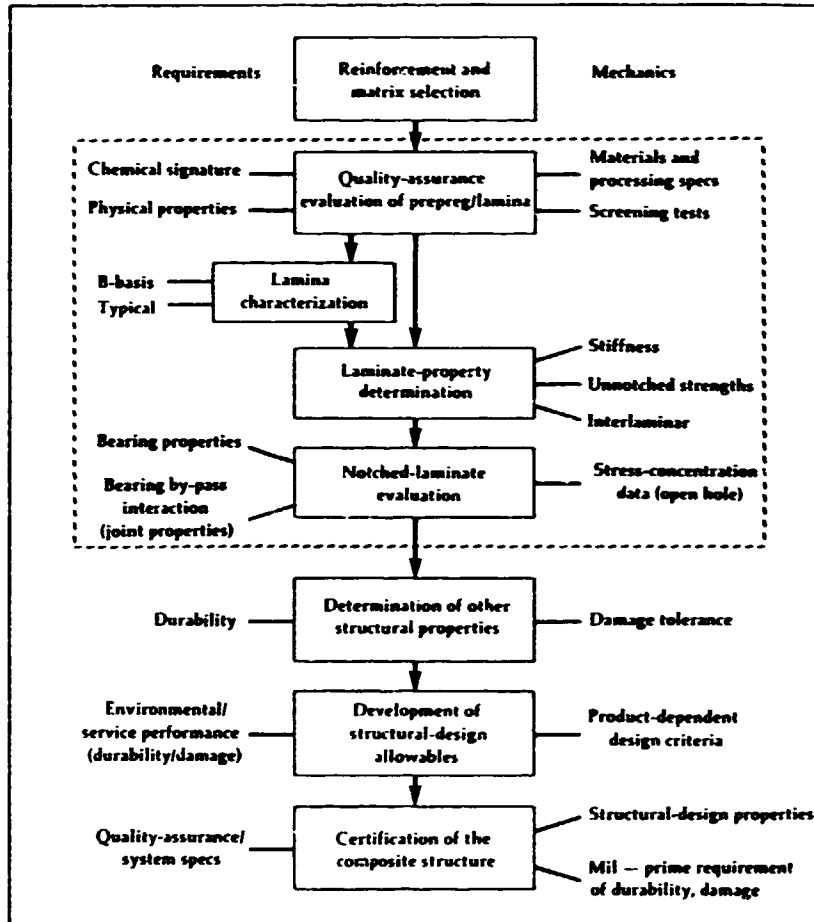 Requirements
Reinforcement and
matrix selection
Mechanics
Chemical signature
Physical properties
Quality-assurance
evaluation of prepreg/lamina
Materials and
processing specs
Screening tests
B-basis
Typical
Lamina
characterization
Laminate-property
determination
Stiffness
Unnotched strengths
Interlaminar
Bearing properties
Bearing by-pass
interaction
(joint properties)
Notched-laminate
evaluation
Stress-concentration
data (open hole)
Durability
Determination of other
structural properties
Damage tolerance
Environmental/
service performance
(durability/damage)
Development of
structural-design
allowables
Product-dependent
design criteria
Quality-assurance/
system specs
Certification of the
composite structure
Structural-design properties
Mil — prime requirement
of durability, damage